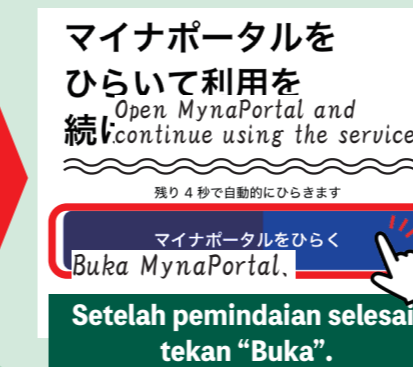 マイナポータルを
ひらいて利用を
続け
Open MynaPortal and
continue using the service
残り 4 秒で自動的にひらきます
マイナポータルをひらく
Buka MynaPortal.
Setelah pemindaian selesai
tekan “Buka”.